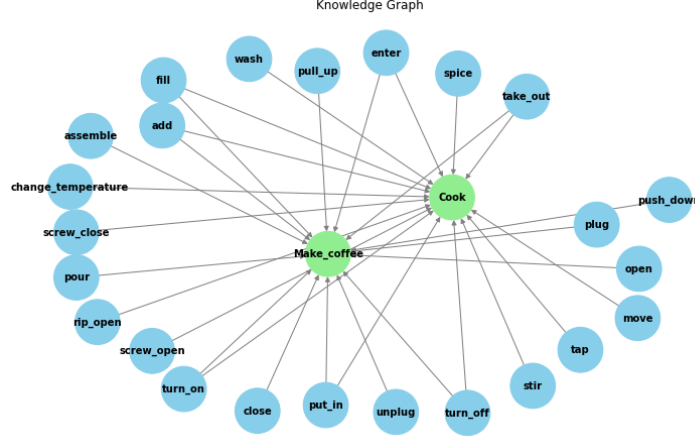 Knowledge Graph
enter
wash
pull_up
spice
fill
take_out
add
assemble
change_temperature
Cook
push_down
plug
screw_close
Make_coffee
open
pour
move
rip_open
tap
screw_open
turn_on
stir
put_in
close
unplug
turn_off